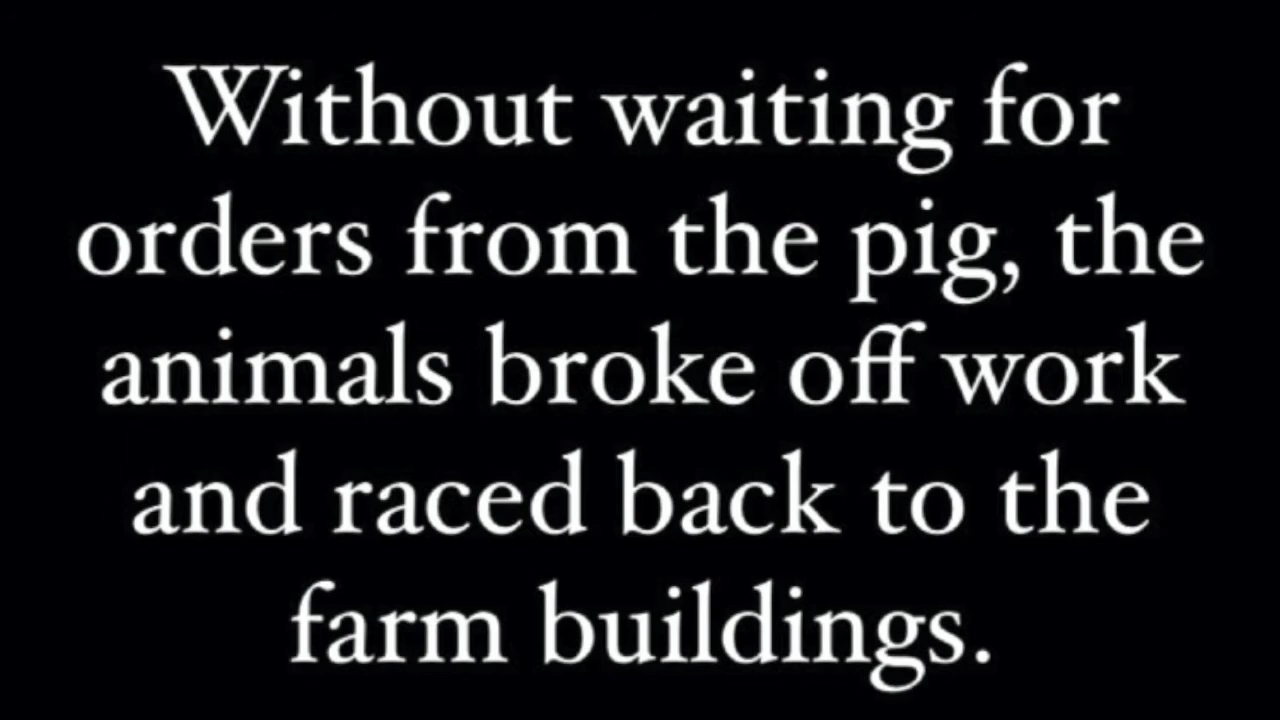 Without waiting for
orders from the pig, the
animals broke off work
and raced back to the
farm buildings.